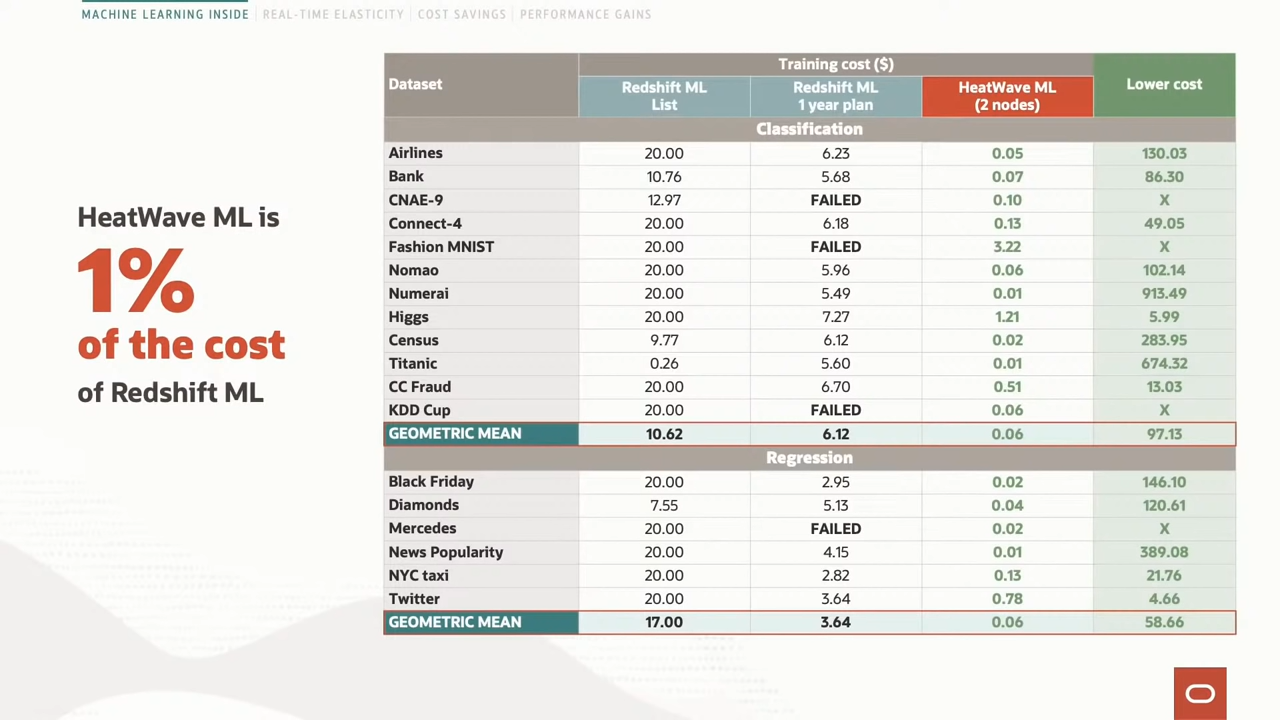 MACHINE LEARNING INSIDE | REAL-TIME ELASTICITY | COST SAVINGS | PERFORMANCE GAINS
HeatWave ML is
1%
of the cost
of Redshift ML
Dataset Training cost ($) Lower cost
Redshift ML List Redshift ML 1 year plan HeatWave ML (2 nodes)
Classification
Airlines 20.00 6.23 0.05 130.03
Bank 10.76 5.68 0.07 86.30
CNAE-9 12.97 FAILED 0.10 X
Connect-4 20.00 6.18 0.13 49.05
Fashion MNIST 20.00 FAILED 3.22 X
Nomao 20.00 5.96 0.06 102.14
Numerai 20.00 5.49 0.01 913.49
Higgs 20.00 7.27 1.21 5.99
Census 9.77 6.12 0.02 283.95
Titanic 0.26 5.60 0.01 674.32
CC Fraud 20.00 6.70 0.51 13.03
KDD Cup 20.00 FAILED 0.06 X
GEOMETRIC MEAN 10.62 6.12 0.06 97.13
Regression
Black Friday 20.00 2.95 0.02 146.10
Diamonds 7.55 5.13 0.04 120.61
Mercedes 20.00 FAILED 0.02 X
News Popularity 20.00 4.15 0.01 389.08
NYC taxi 20.00 2.82 0.13 21.76
Twitter 20.00 3.64 0.78 4.66
GEOMETRIC MEAN 17.00 3.64 0.06 58.66